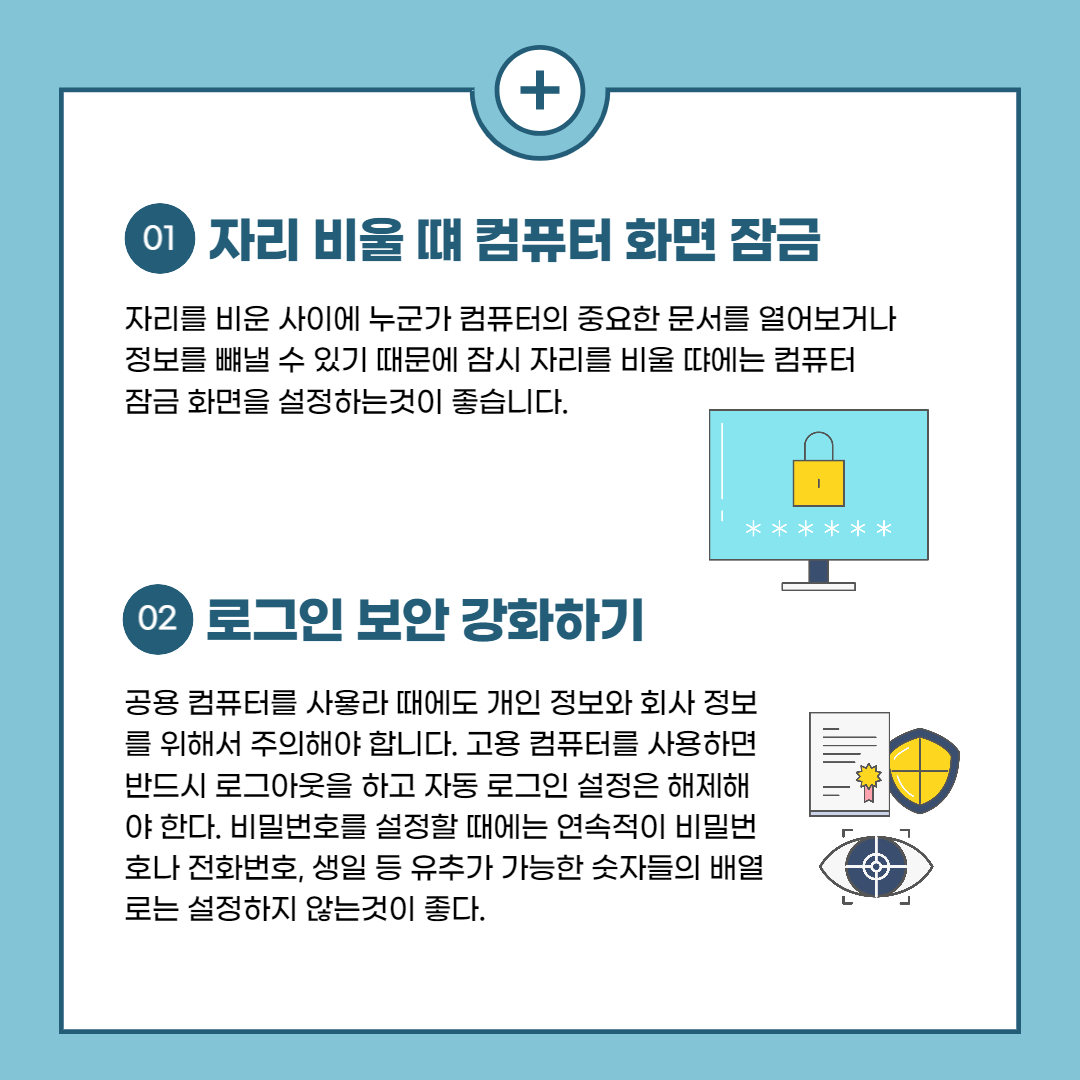 01 자리 비울 떄 컴퓨터 화면 잠금
자리를 비운 사이에 누군가 컴퓨터의 중요한 문서를 열어보거나
정보를 뺴낼 수 있기 때문에 잠시 자리를 비울 땨에는 컴퓨터
잠금 화면을 설정하는것이 좋습니다.
******
02 로그인 보안 강화하기
공용 컴퓨터를 사욯라 때에도 개인 정보와 회사 정보
를 위해서 주의해야 합니다. 고용 컴퓨터를 사용하면
반드시 로그아웃을 하고 자동 로그인 설정은 해제해
야 한다. 비밀번호를 설정할 때에는 연속적이 비밀번
호나 전화번호, 생일 등 유추가 가능한 숫자들의 배열
로는 설정하지 않는것이 좋다.